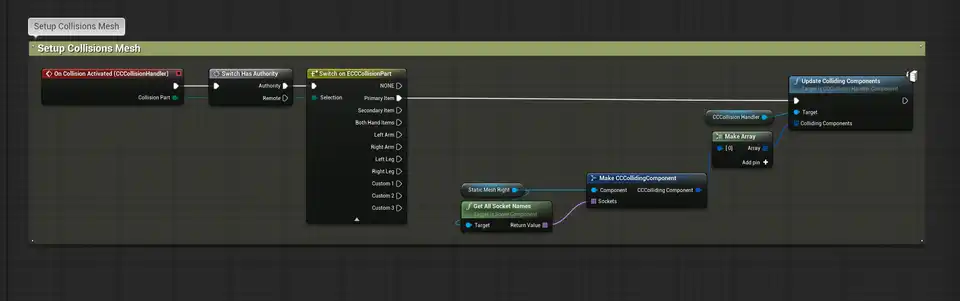 Setup Collisions Mesh
Setup Collisions Mesh
On Collision Activated (CCCollisionHandler)
Collision Part
Switch Has Authority
Authority
Remote
Switch on ECCCollisionPart
Selection
NONE
Primary Item
Secondary Item
Both Hand Items
Left Arm
Right Arm
Left Leg
Right Leg
Custom 1
Custom 2
Custom 3
Static Mesh Right
Get All Socket Names
Target is Scene Component
Target
Return Value
Make CCCollidingComponent
Component
CCColliding Component
Sockets
CCCollision Handler
Make Array
[0]
Array
Add pin
Update Colliding Components
Target is CCCollision Handler Component
Target
Colliding Components